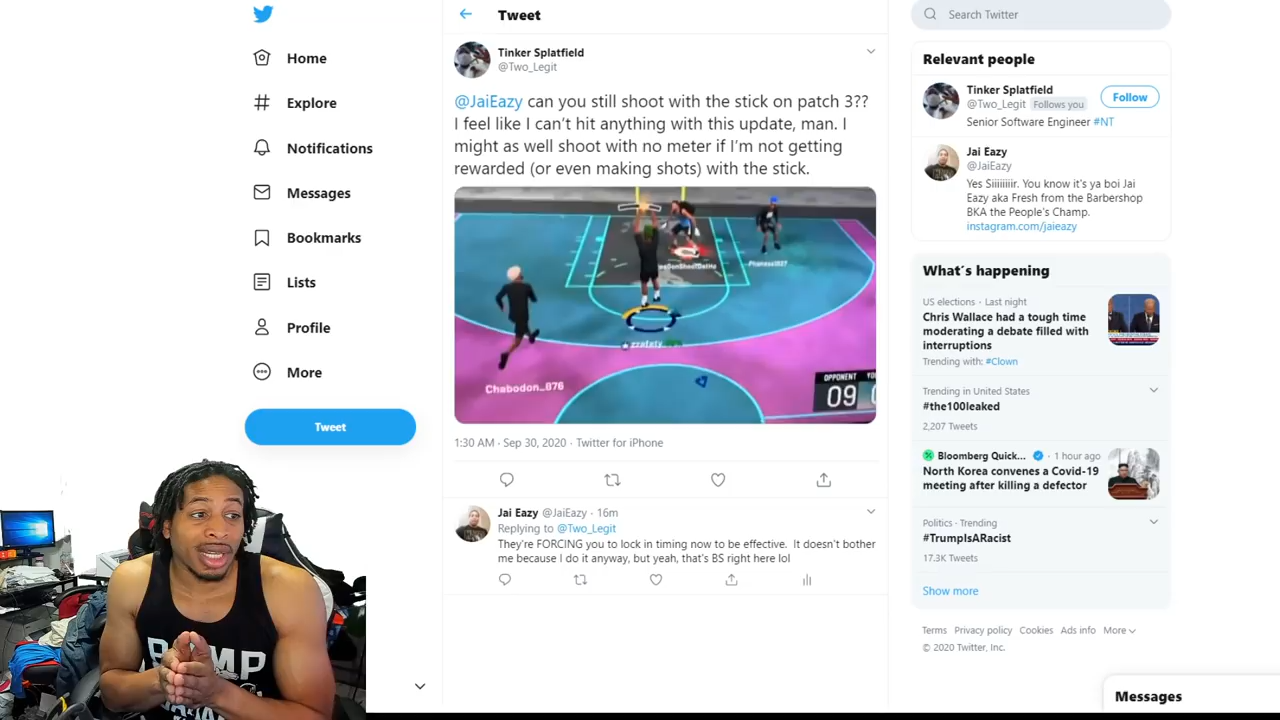 Tweet
Search Twitter
Home
Explore
Notifications
Messages
Bookmarks
Lists
Profile
More
Tweet
Tinker Splatfield
@Two_Legit
@JaiEazy can you still shoot with the stick on patch 3??
I feel like I can't hit anything with this update, man. I
might as well shoot with no meter if I'm not getting
rewarded (or even making shots) with the stick.
zzafety
Chabodon_876
OPPONENT
09
1:30 AM · Sep 30, 2020 · Twitter for iPhone
Jai Eazy @JaiEazy · 16m
Replying to @Two_Legit
They're FORCING you to lock in timing now to be effective. It doesn't bother
me because I do it anyway, but yeah, that's BS right here lol
Relevant people
Tinker Splatfield
@Two_Legit Follows you
Follow
Senior Software Engineer #NT
Jai Eazy
@JaiEazy
Yes Siiiiiiiir. You know it's ya boi Jai
Eazy aka Fresh from the Barbershop
BKA the People's Champ.
instagram.com/jaieazy
What's happening
US elections · Last night
Chris Wallace had a tough time
moderating a debate filled with
interruptions
Trending with: #Clown
Trending in United States
#the100leaked
2,207 Tweets
Bloomberg Quick... · 1 hour ago
North Korea convenes a Covid-19
meeting after killing a defector
Politics · Trending
#TrumpIsARacist
17.3K Tweets
Show more
Terms Privacy policy Cookies Ads info More
© 2020 Twitter, Inc.
Messages